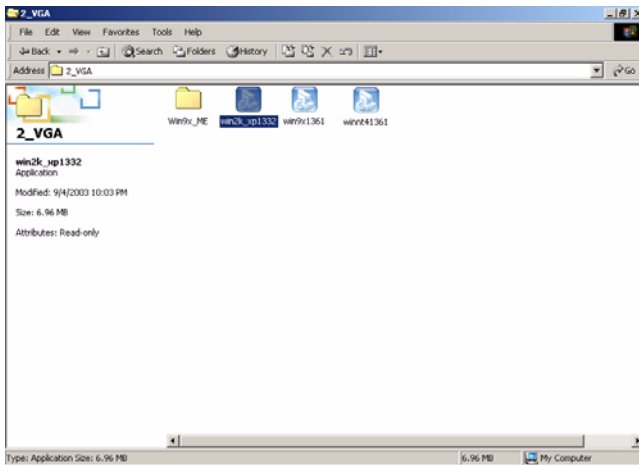 2_VGA
File Edit View Favorites Tools Help
Back Search Folders History
Address 2_VGA Go
Win9x_ME win2k_xp1332 win9x1361 winnt41361
2_VGA
win2k_xp1332
Application
Modified: 9/4/2003 10:03 PM
Size: 6.96 MB
Attributes: Read-only
Type: Application Size: 6.96 MB 6.96 MB My Computer